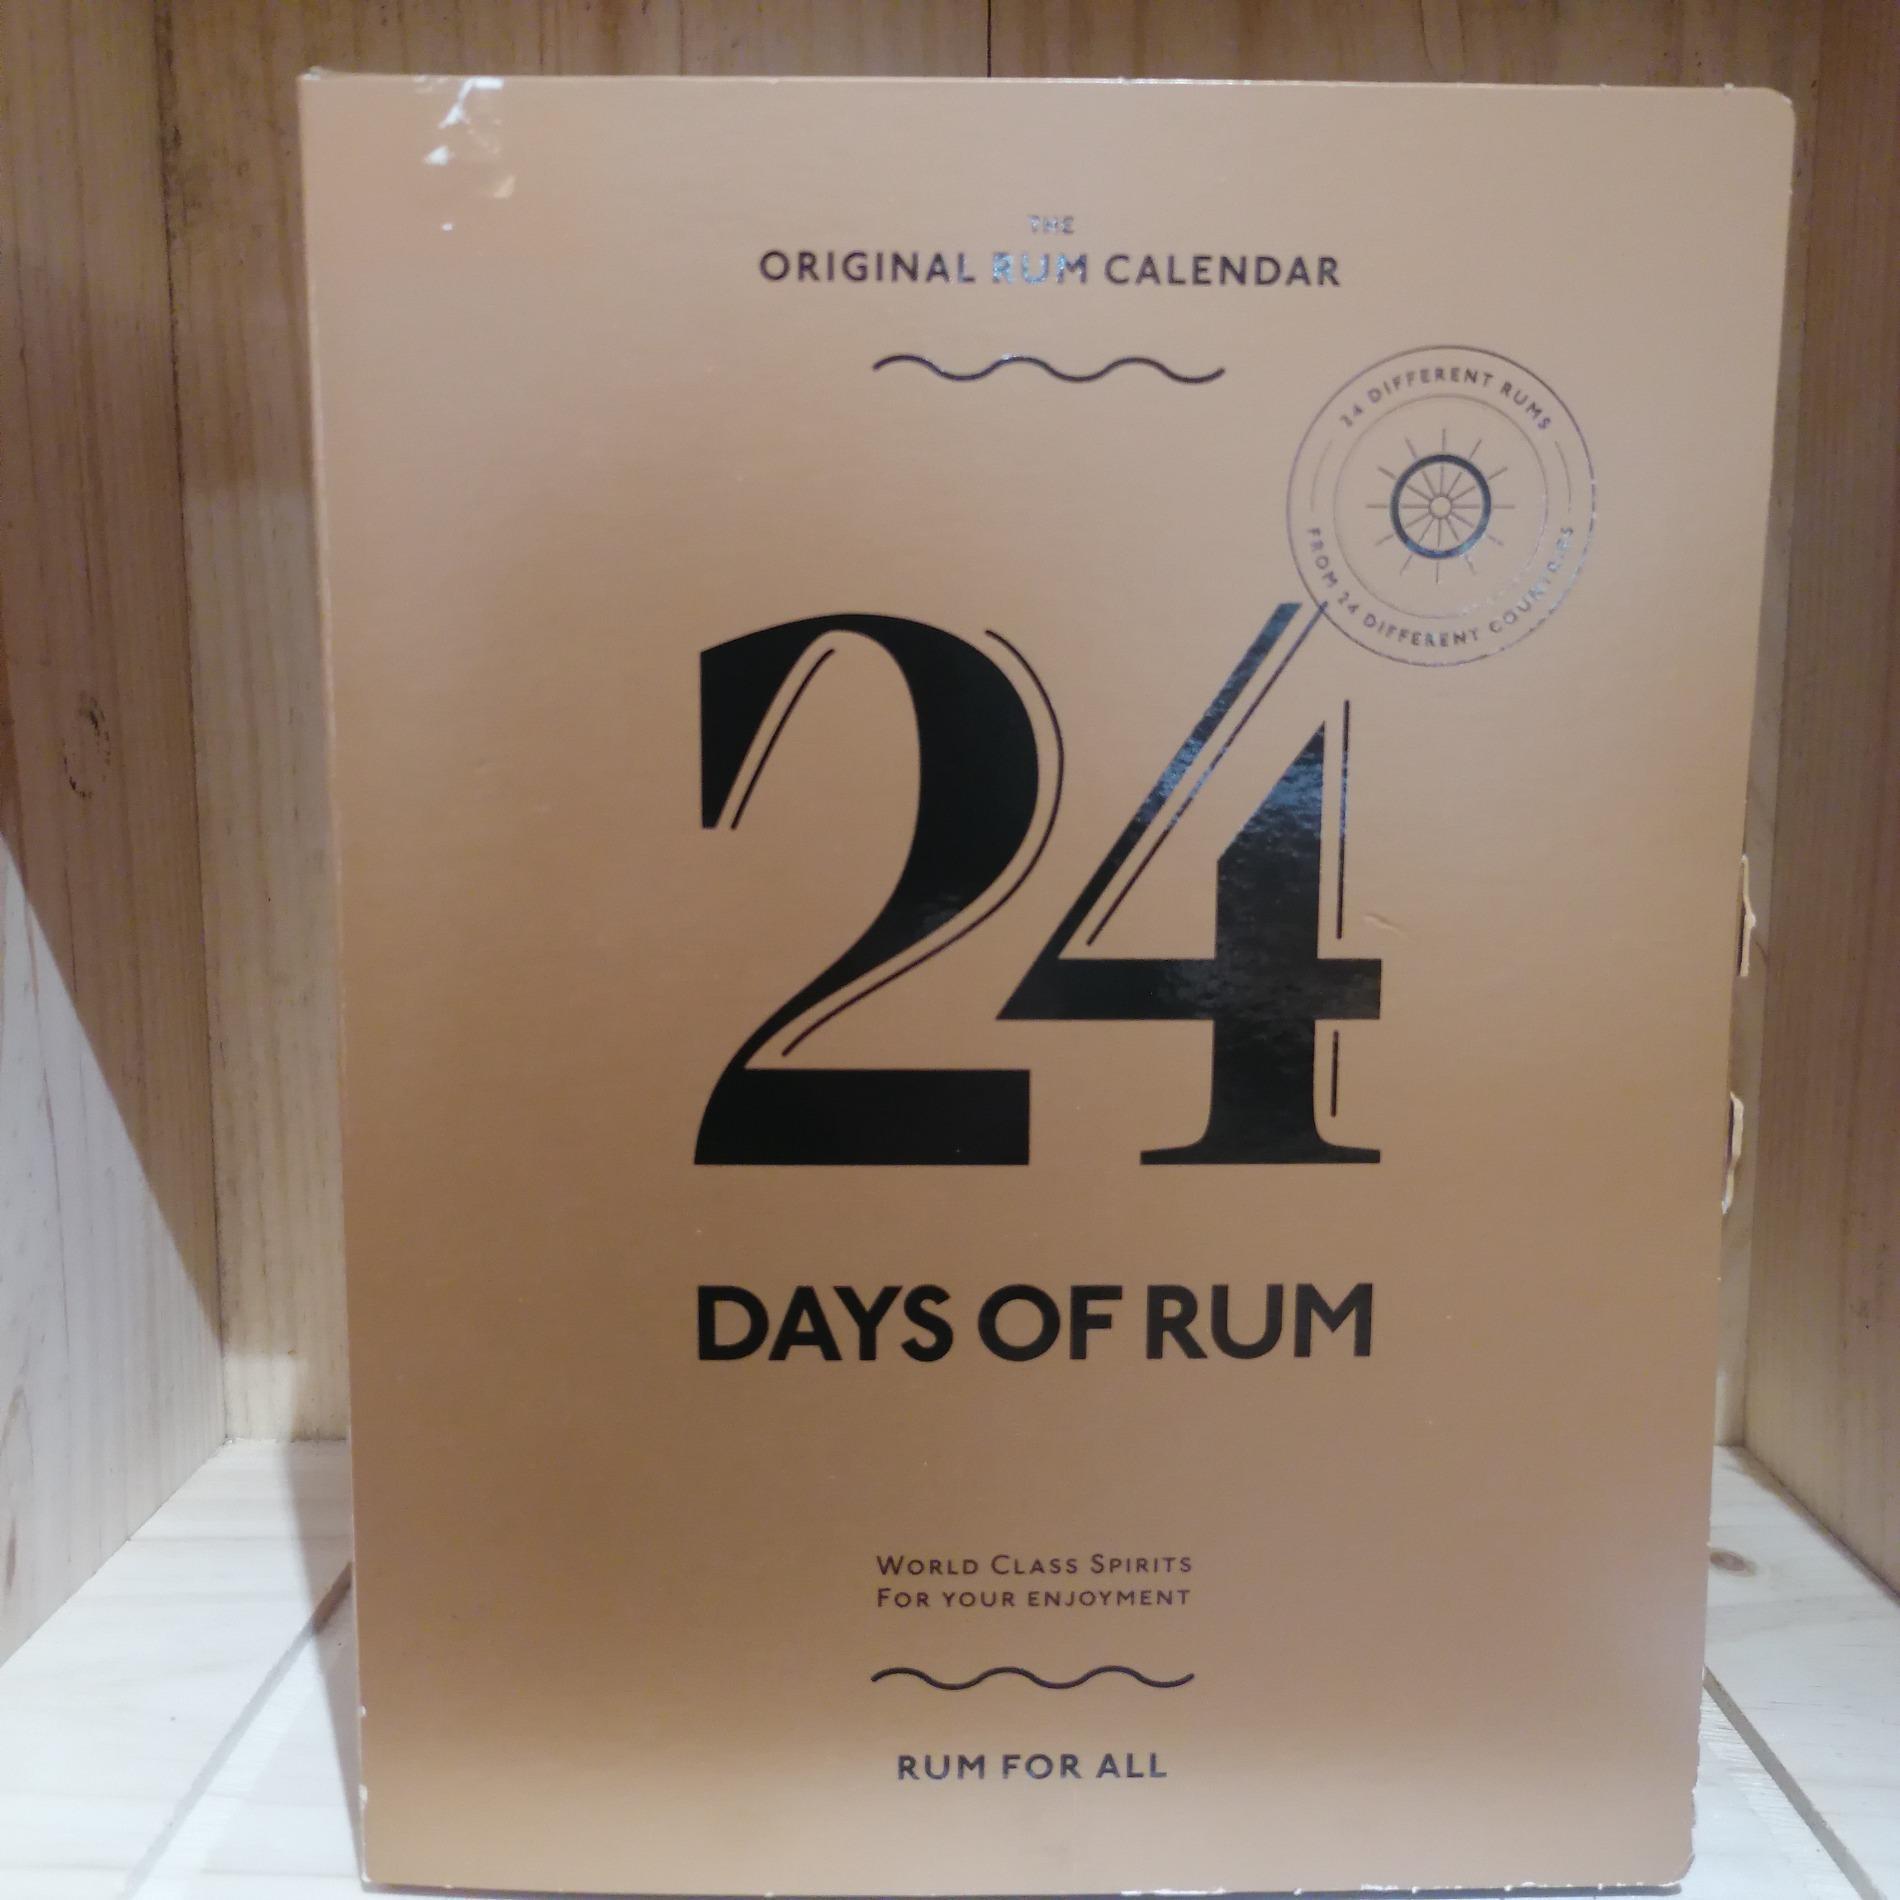 THE
ORIGINAL RUM CALENDAR
24 DIFFERENT RUMS
FROM 24 DIFFERENT COUNTRIES
24
DAYS OF RUM
WORLD CLASS SPIRITS
FOR YOUR ENJOYMENT
RUM FOR ALL